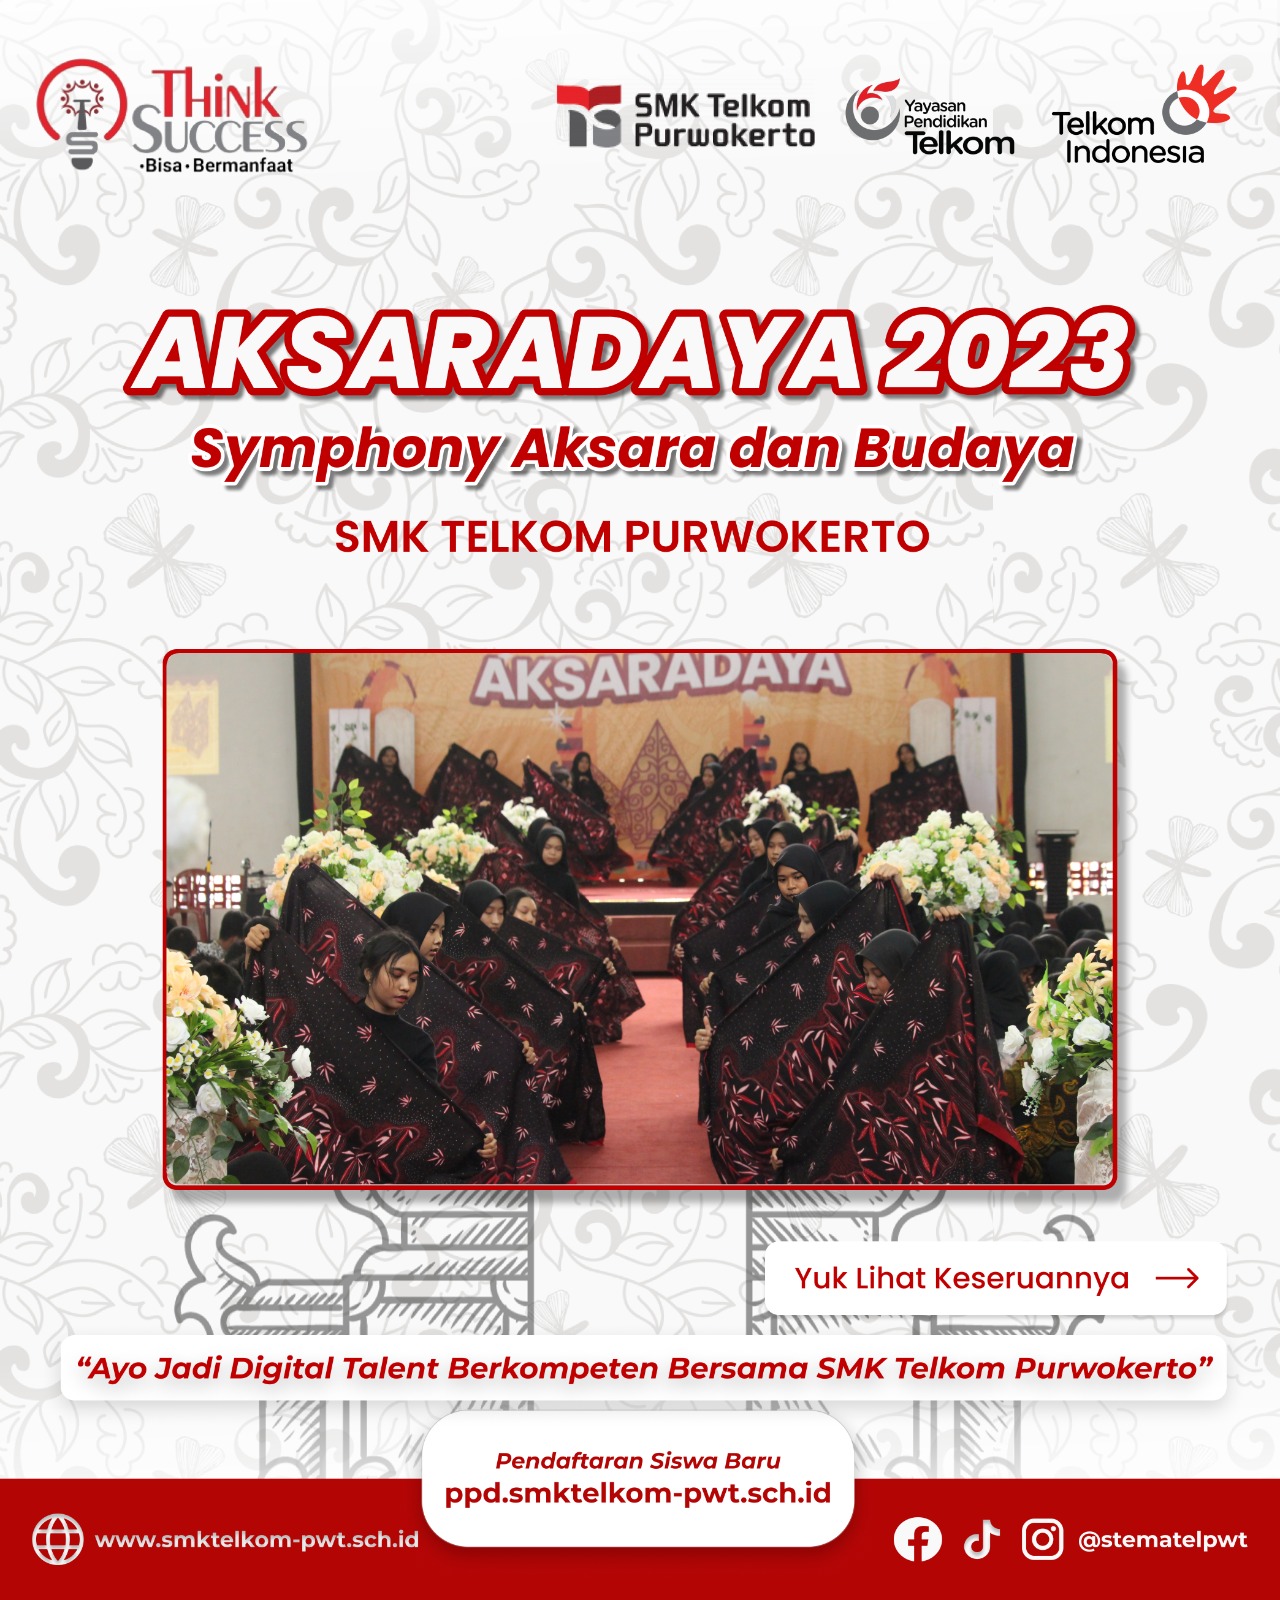 THINK
SUCCESS
•Bisa•Bermanfaat
SMK Telkom
Purwokerto
Yayasan
Pendidikan
Telkom
Telkom
Indonesia
AKSARADAYA 2023
Symphony Aksara dan Budaya
SMK TELKOM PURWOKERTO
AKSARADAYA
Yuk Lihat Keseruannya
“Ayo Jadi Digital Talent Berkompeten Bersama SMK Telkom Purwokerto”
Pendaftaran Siswa Baru
ppd.smktelkom-pwt.sch.id
www.smktelkom-pwt.sch.id
@stematelpwt